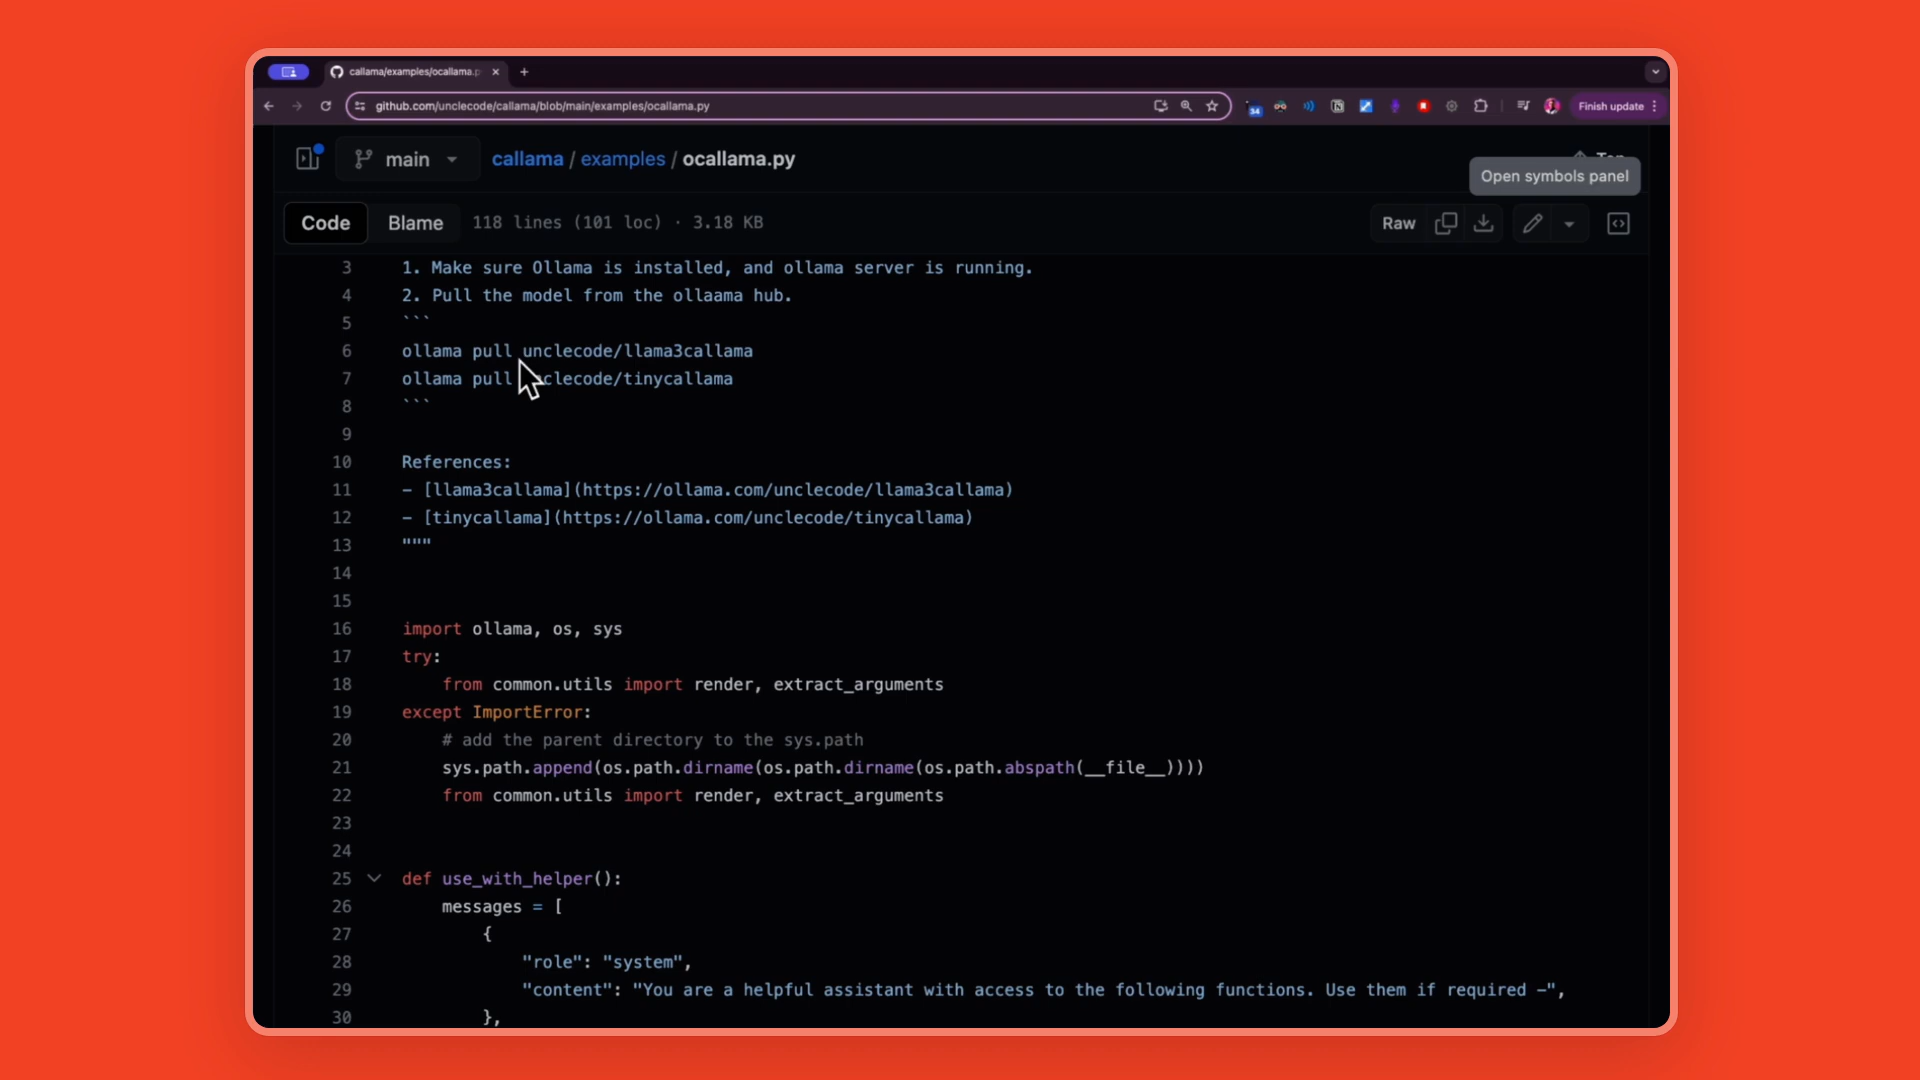 callama/examples/ocallama.p
github.com/unclecode/callama/blob/main/examples/ocallama.py
34
Finish update
main
callama / examples / ocallama.py
Open symbols panel
Code
Blame
118 lines (101 loc) · 3.18 KB
Raw
3 1. Make sure Ollama is installed, and ollama server is running.
4 2. Pull the model from the ollaama hub.
5 ```
6 ollama pull unclecode/llama3callama
7 ollama pull clecode/tinycallama
8 ```
9
10 References:
11 - [llama3callama](https://ollama.com/unclecode/llama3callama)
12 - [tinycallama](https://ollama.com/unclecode/tinycallama)
13 """
14
15
16 import ollama, os, sys
17 try:
18 from common.utils import render, extract_arguments
19 except ImportError:
20 # add the parent directory to the sys.path
21 sys.path.append(os.path.dirname(os.path.dirname(os.path.abspath(__file__))))
22 from common.utils import render, extract_arguments
23
24
25 def use_with_helper():
26 messages = [
27 {
28 "role": "system",
29 "content": "You are a helpful assistant with access to the following functions. Use them if required -",
30 },